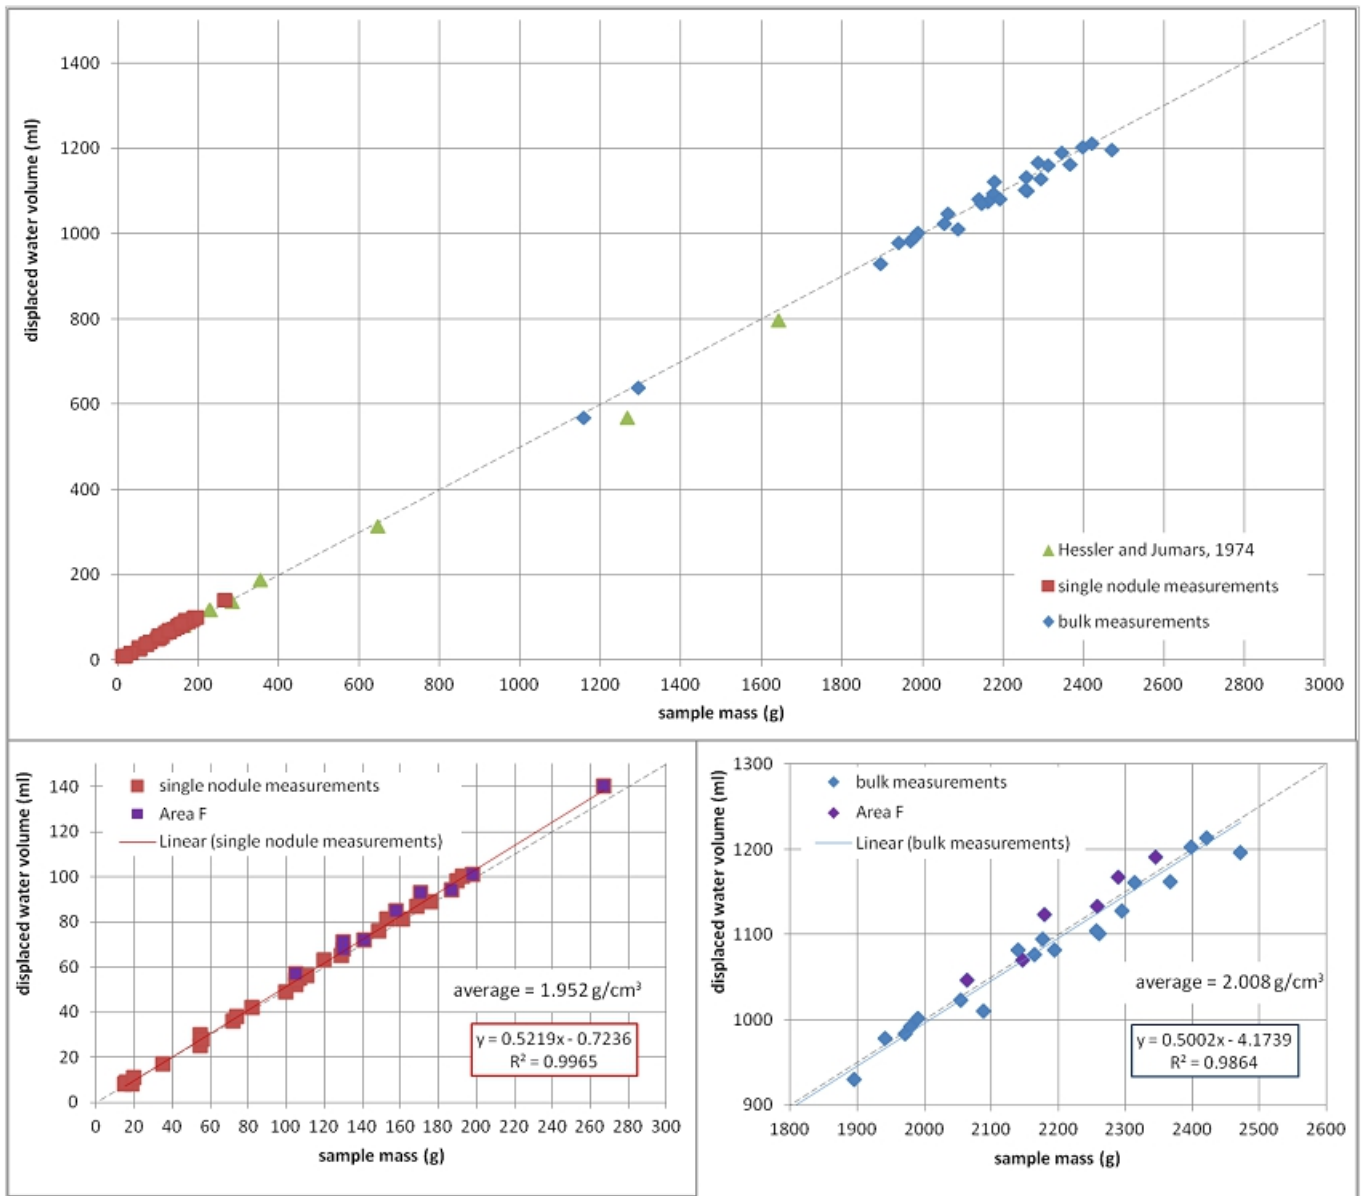 displaced water volume (ml)
1400
1200
1000
800
600
400
200
0
0 200 400 600 800 1000 1200 1400 1600 1800 2000 2200 2400 2600 2800 3000
sample mass (g)
Hessler and Jumars, 1974
single nodule measurements
bulk measurements
displaced water volume (ml)
140
120
100
80
60
40
20
0
0 20 40 60 80 100 120 140 160 180 200 220 240 260 280 300
sample mass (g)
single nodule measurements
Area F
Linear (single nodule measurements)
average = 1.952 g/cm³
y = 0.5219x - 0.7236
R² = 0.9965
displaced water volume (ml)
1300
1200
1100
1000
900
1800 1900 2000 2100 2200 2300 2400 2500 2600
sample mass (g)
bulk measurements
Area F
Linear (bulk measurements)
average = 2.008 g/cm³
y = 0.5002x - 4.1739
R² = 0.9864